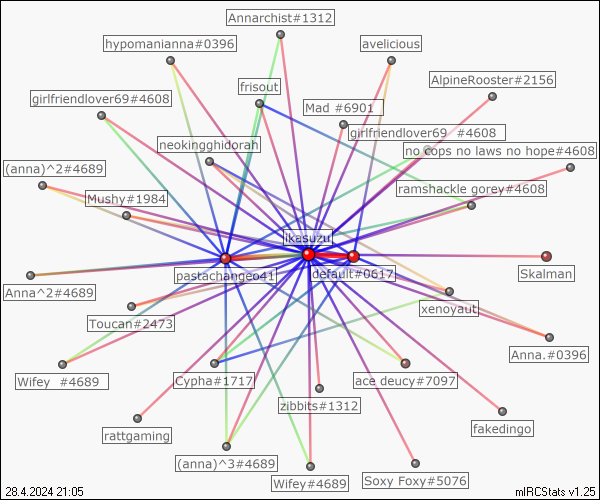 Annarchist#1312
hypomanianna#0396
avelicious
AlpineRooster#2156
frisout
girlfriendlover69#4608
Mad #6901
girlfriendlover69 #4608
neokingghidorah
no cops no laws no hope#4608
(anna)^2#4689
ramshackle gorey#4608
Mushy#1984
ikasuzu
pastachangeo41
default#0617
Skalman
Anna^2#4689
xenoyaut
Toucan#2473
Anna.#0396
Wifey #4689
Cypha#1717
ace deucy#7097
zibbits#1312
rattgaming
fakedingo
(anna)^3#4689
Wifey#4689
Soxy Foxy#5076
28.4.2024 21:05
mIRCStats v1.25